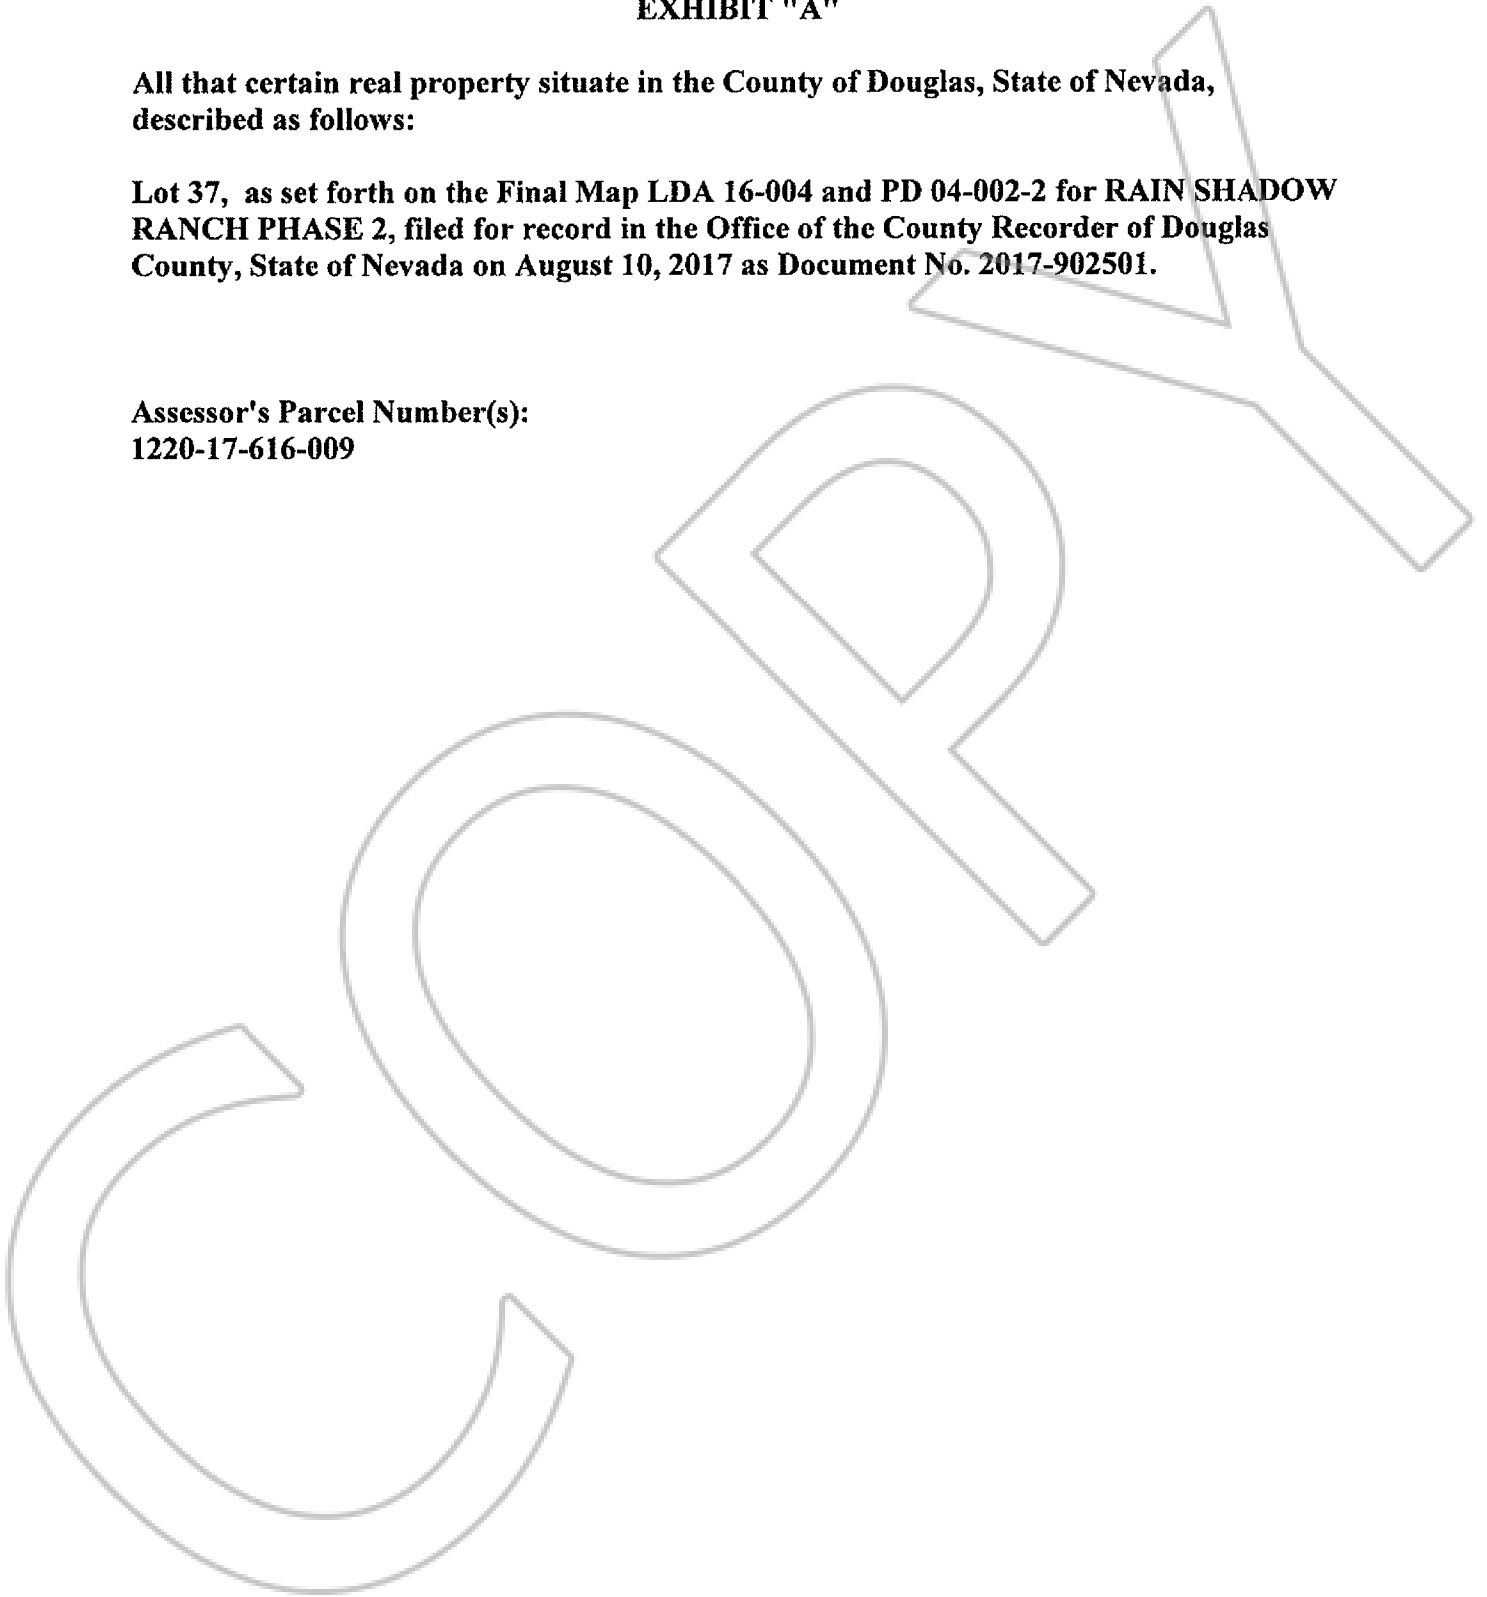 EXHIBIT "A"
All that certain real property situate in the County of Douglas, State of Nevada,
described as follows:
Lot 37, as set forth on the Final Map LDA 16-004 and PD 04-002-2 for RAIN SHADOW
RANCH PHASE 2, filed for record in the Office of the County Recorder of Douglas
County, State of Nevada on August 10, 2017 as Document No. 2017-902501.
Assessor's Parcel Number(s):
1220-17-616-009
COPY